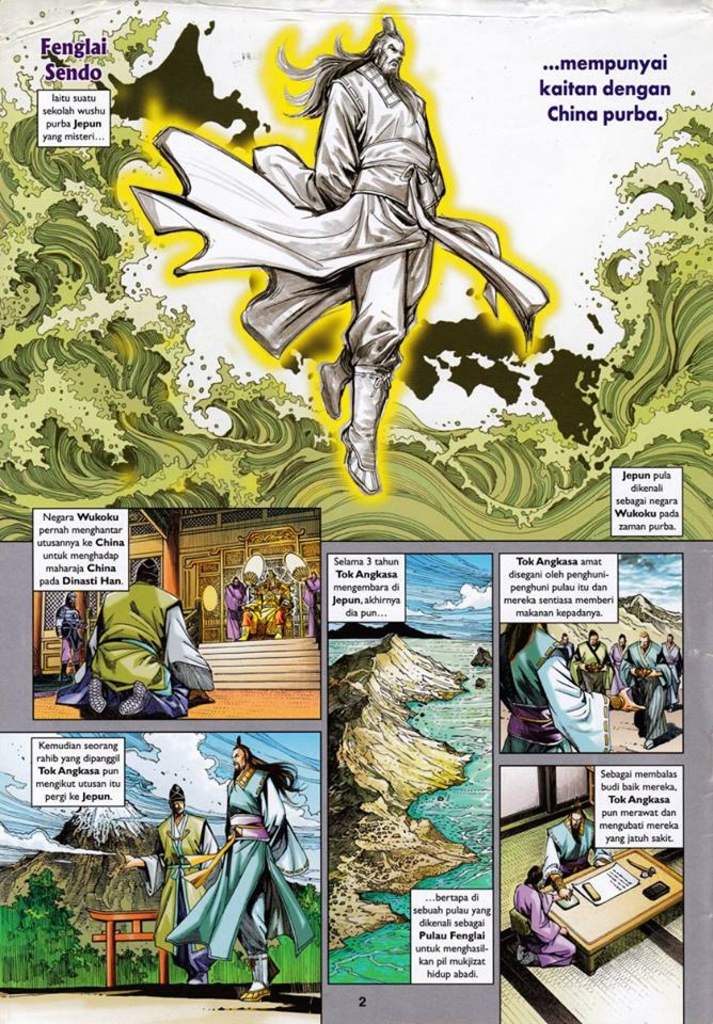 Fenglai
Sendo
Iaitu suatu
sekolah wushu
purba Jepun
yang misteri...
...mempunyai
kaitan dengan
China purba.
Jepun pula
dikenali
sebagai negara
Wukoku pada
zaman purba.
Negara Wukoku
pernah menghantar
utusannya ke China
untuk menghadap
maharaja China
pada Dinasti Han.
Kemudian seorang
rahib yang dipanggil
Tok Angkasa pun
mengikut utusan itu
pergi ke Jepun.
Selama 3 tahun
Tok Angkasa
mengembara di
Jepun, akhirnya
dia pun...
...bertapa di
sebuah pulau yang
dikenali sebagai
Pulau Fenglai
untuk menghasil-
kan pil mukjizat
hidup abadi.
Tok Angkasa amat
disegani oleh penghuni-
penghuni pulau itu dan
mereka sentiasa memberi
makanan kepadanya.
Sebagai membalas
budi baik mereka,
Tok Angkasa
pun merawat dan
mengubati mereka
yang jatuh sakit.
2